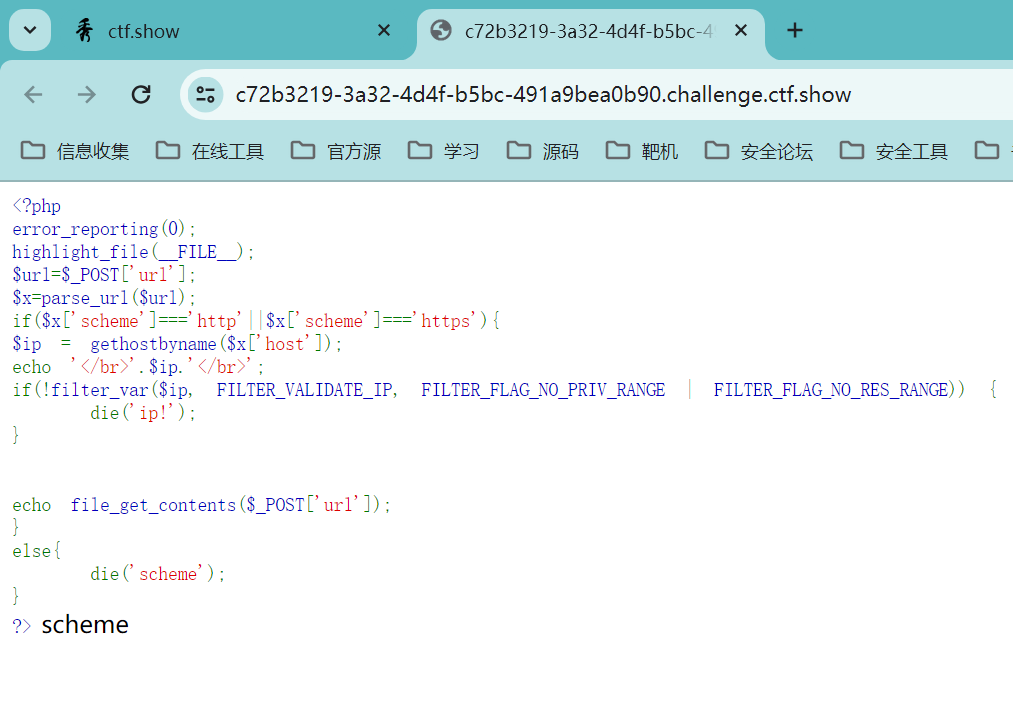 ctf.show
c72b3219-3a32-4d4f-b5bc-49
c72b3219-3a32-4d4f-b5bc-491a9bea0b90.challenge.ctf.show
信息收集 在线工具 官方源 学习 源码 靶机 安全论坛 安全工具
<?php
error_reporting(0);
highlight_file(__FILE__);
$url=$_POST['url'];
$x=parse_url($url);
if($x['scheme']==='http'||$x['scheme']==='https'){
$ip = gethostbyname($x['host']);
echo '</br>'.$ip.'</br>';
if(!filter_var($ip, FILTER_VALIDATE_IP, FILTER_FLAG_NO_PRIV_RANGE | FILTER_FLAG_NO_RES_RANGE)) {
die('ip!');
}
echo file_get_contents($_POST['url']);
}
else{
die('scheme');
}
?> scheme